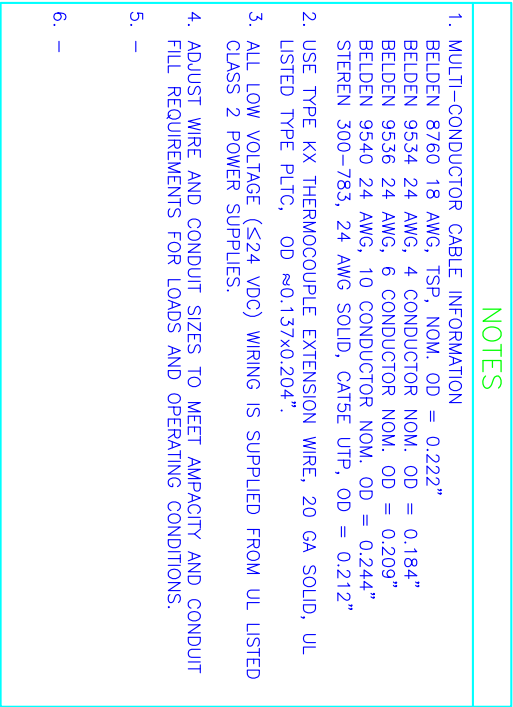 NOTES
1. MULTI-CONDUCTOR CABLE INFORMATION
BELDEN 8760 18 AWG, TSP, NOM. OD = 0.222"
BELDEN 9534 24 AWG, 4 CONDUCTOR NOM. OD = 0.184"
BELDEN 9536 24 AWG, 6 CONDUCTOR NOM. OD = 0.209"
BELDEN 9540 24 AWG, 10 CONDUCTOR NOM. OD = 0.244"
STEREN 300-783, 24 AWG SOLID, CAT5E UTP, OD = 0.212"
2. USE TYPE KX THERMOCOUPLE EXTENSION WIRE, 20 GA SOLID, UL
LISTED TYPE PLTC, OD ≈0.137x0.204".
3. ALL LOW VOLTAGE (≤24 VDC) WIRING IS SUPPLIED FROM UL LISTED
CLASS 2 POWER SUPPLIES.
4. ADJUST WIRE AND CONDUIT SIZES TO MEET AMPACITY AND CONDUIT
FILL REQUIREMENTS FOR LOADS AND OPERATING CONDITIONS.
5. –
6. –